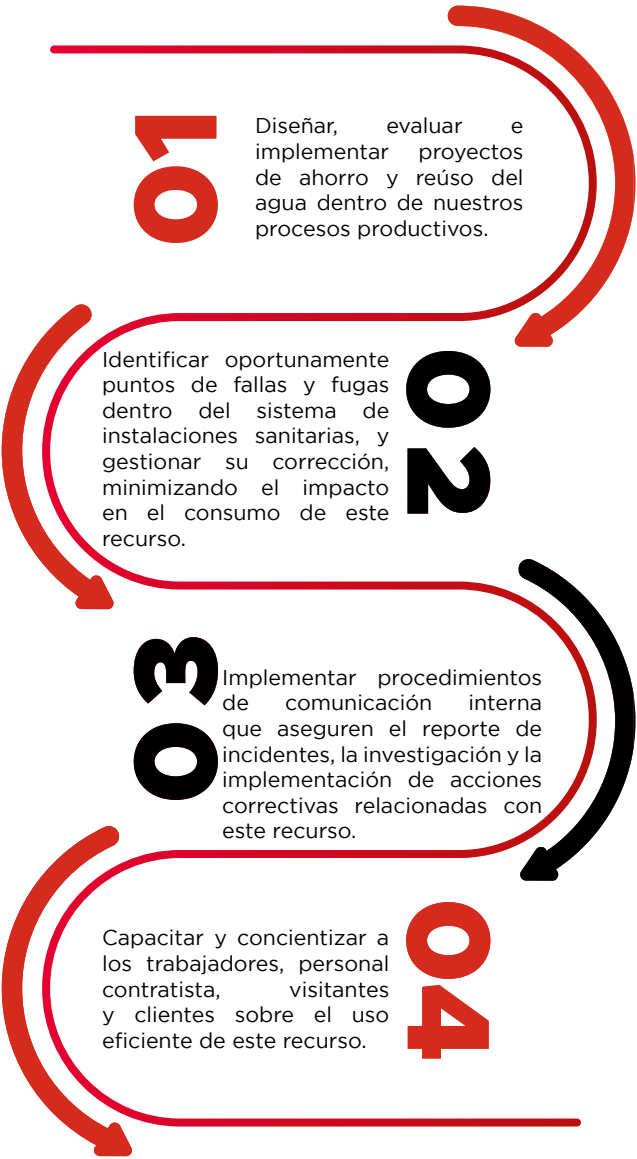 01
Diseñar, evaluar e
implementar proyectos
de ahorro y reúso del
agua dentro de nuestros
procesos productivos.
02
Identificar oportunamente
puntos de fallas y fugas
dentro del sistema de
instalaciones sanitarias, y
gestionar su corrección,
minimizando el impacto
en el consumo de este
recurso.
03
Implementar procedimientos
de comunicación interna
que aseguren el reporte de
incidentes, la investigación y la
implementación de acciones
correctivas relacionadas con
este recurso.
04
Capacitar y concientizar a
los trabajadores, personal
contratista, visitantes
y clientes sobre el uso
eficiente de este recurso.